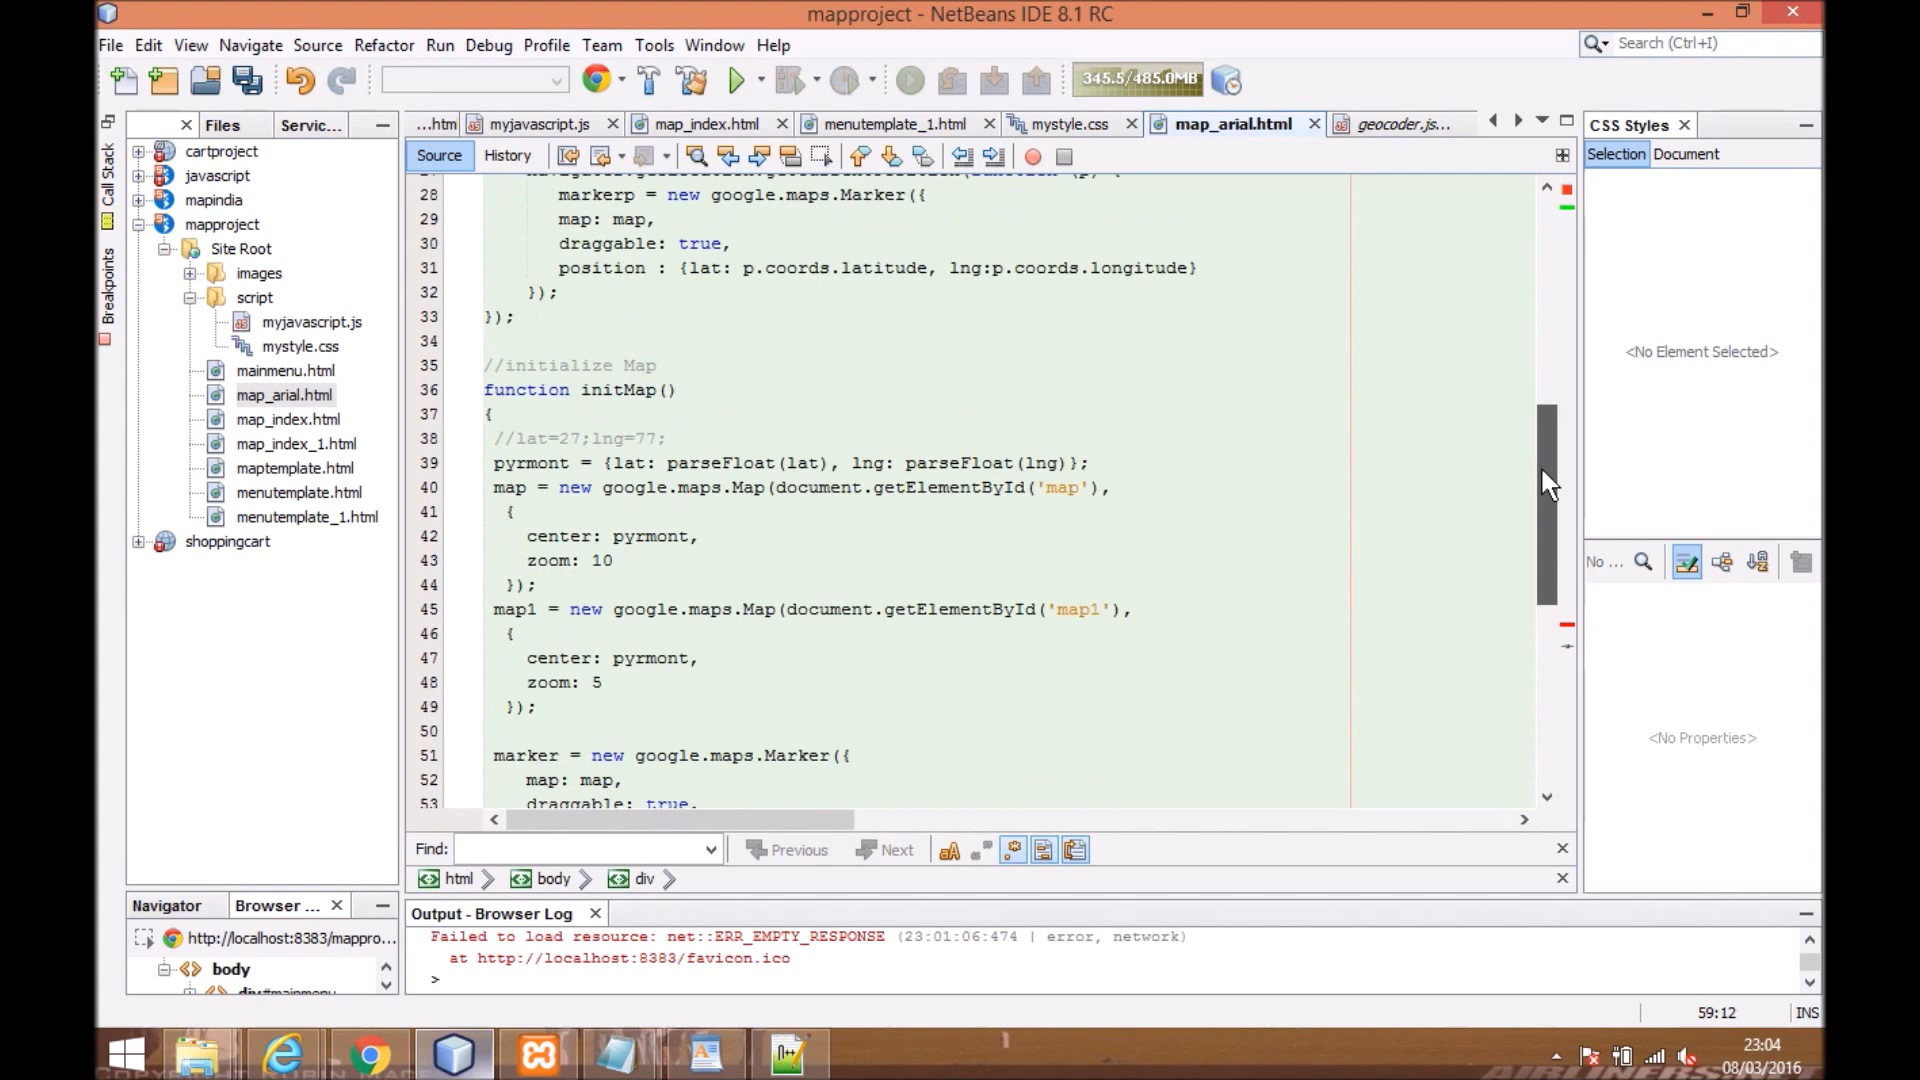 mapproject - NetBeans IDE 8.1 RC
File Edit View Navigate Source Refactor Run Debug Profile Team Tools Window Help
Search (Ctrl+I)
345.5/485.0MB
Files Servic...
...htm myjavascript.js map_index.html menutemplate_1.html mystyle.css map_arial.html geocoder.js...
CSS Styles
Source History
Selection Document
Call Stack
Breakpoints
cartproject
javascript
mapindia
mapproject
Site Root
images
script
myjavascript.js
mystyle.css
mainmenu.html
map_arial.html
map_index.html
map_index_1.html
maptemplate.html
menutemplate.html
menutemplate_1.html
shoppingcart
28 markerp = new google.maps.Marker({
29 map: map,
30 draggable: true,
31 position : {lat: p.coords.latitude, lng:p.coords.longitude}
32 });
33 });
34
35 //initialize Map
36 function initMap()
37 {
38 //lat=27;lng=77;
39 pyrmont = {lat: parseFloat(lat), lng: parseFloat(lng)};
40 map = new google.maps.Map(document.getElementById('map'),
41 {
42 center: pyrmont,
43 zoom: 10
44 });
45 map1 = new google.maps.Map(document.getElementById('map1'),
46 {
47 center: pyrmont,
48 zoom: 5
49 });
50
51 marker = new google.maps.Marker({
52 map: map,
53 draggable: true,
<No Element Selected>
No ...
<No Properties>
Find: Previous Next
html body div
Navigator Browser ...
http://localhost:8383/mappro...
body
Output - Browser Log
Failed to load resource: net::ERR_EMPTY_RESPONSE (23:01:06:474 | error, network)
at http://localhost:8383/favicon.ico
>
59:12 INS
23:04
08/03/2016